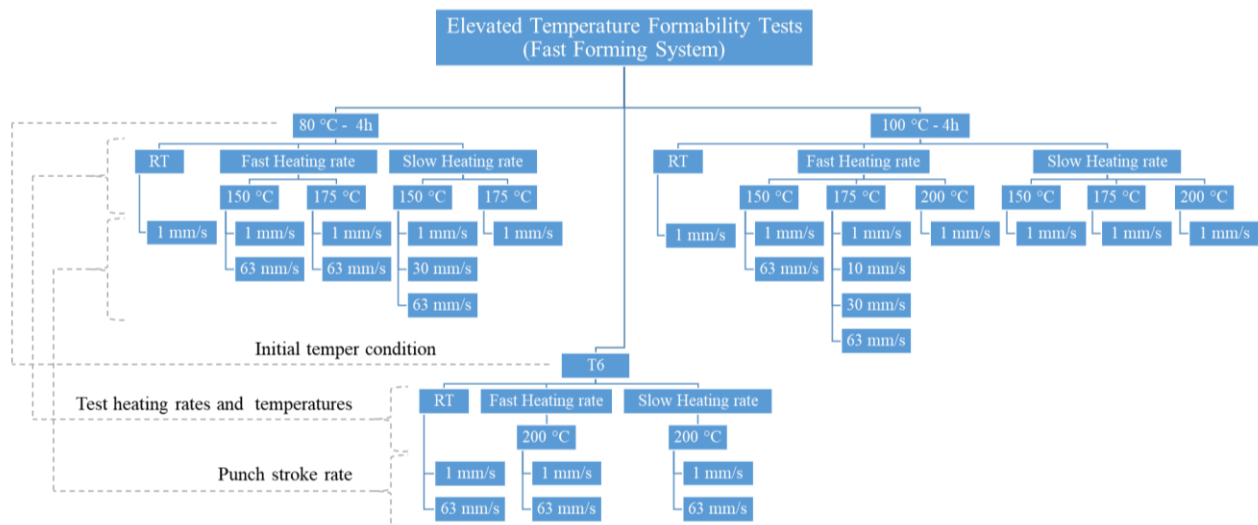 Elevated Temperature Formability Tests
(Fast Forming System)
80 °C - 4h
100 °C - 4h
RT
Fast Heating rate
Slow Heating rate
RT
Fast Heating rate
Slow Heating rate
150 °C
175 °C
150 °C
175 °C
150 °C
175 °C
200 °C
150 °C
175 °C
200 °C
1 mm/s
1 mm/s
1 mm/s
1 mm/s
1 mm/s
1 mm/s
1 mm/s
1 mm/s
1 mm/s
1 mm/s
1 mm/s
1 mm/s
63 mm/s
63 mm/s
30 mm/s
63 mm/s
10 mm/s
63 mm/s
30 mm/s
63 mm/s
Initial temper condition
T6
Test heating rates and temperatures
RT
Fast Heating rate
Slow Heating rate
200 °C
200 °C
Punch stroke rate
1 mm/s
1 mm/s
1 mm/s
63 mm/s
63 mm/s
63 mm/s